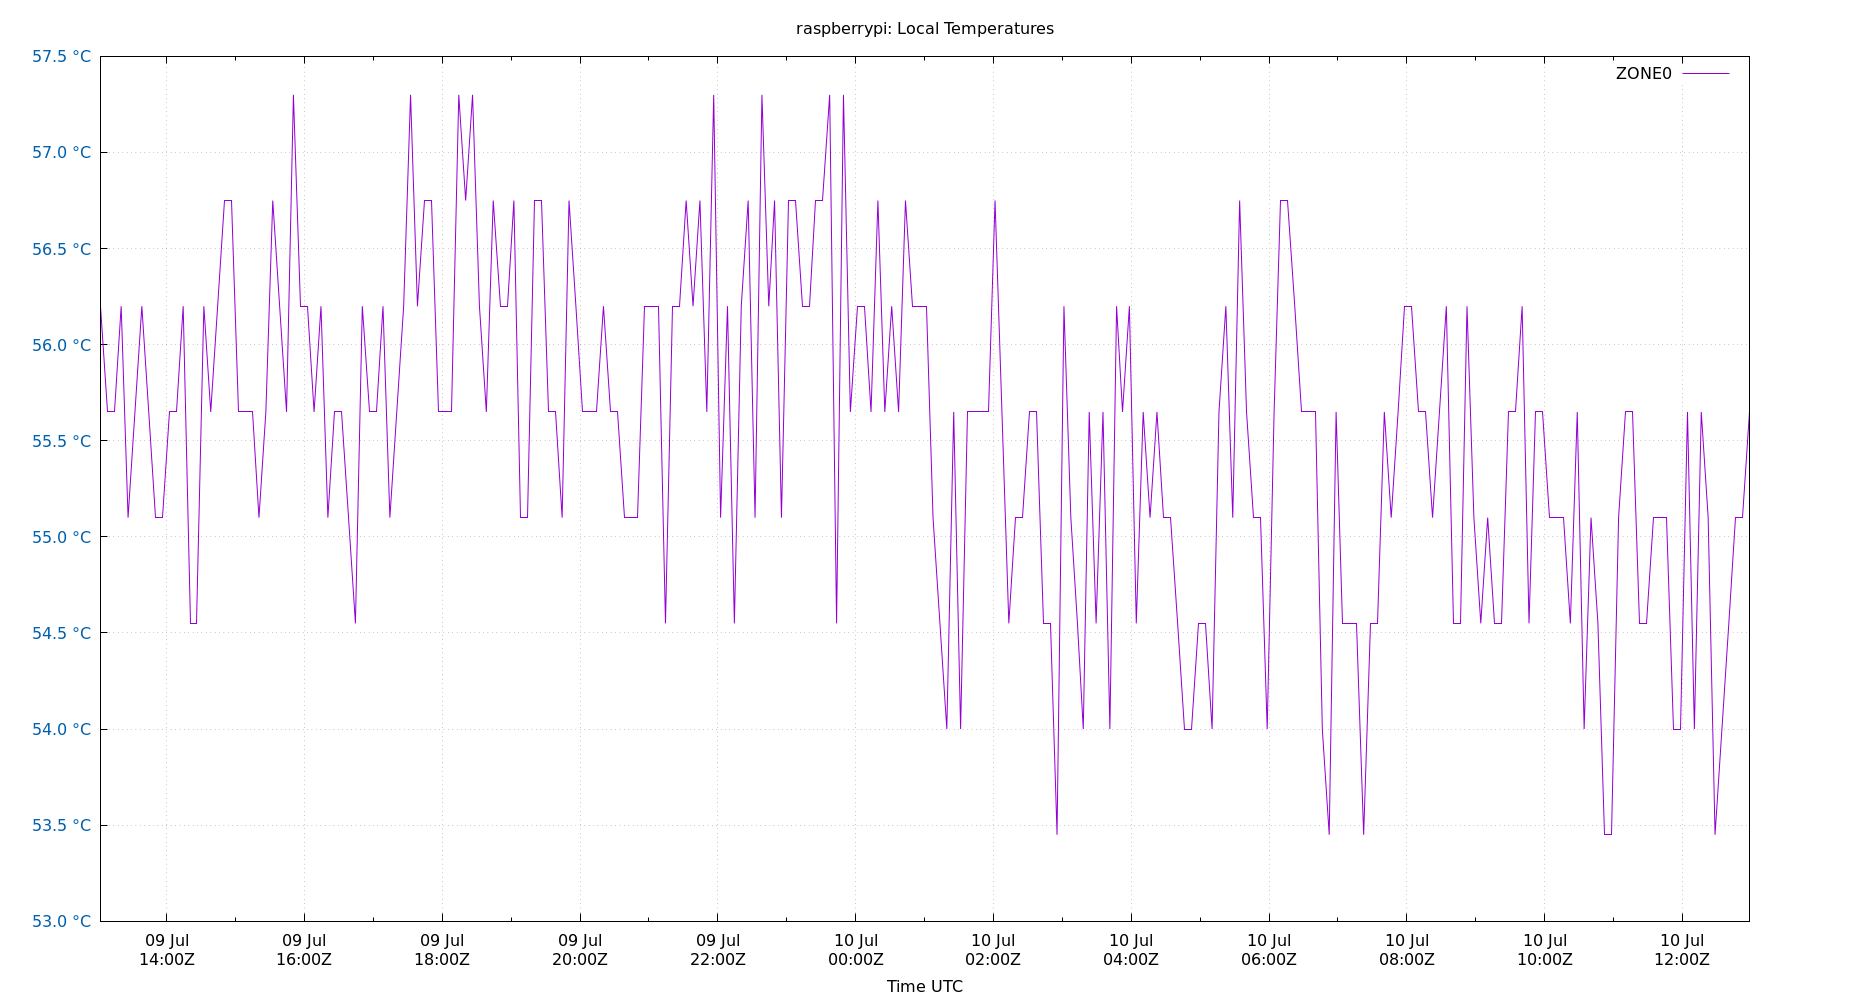 raspberrypi: Local Temperatures
57.5 °C
57.0 °C
56.5 °C
56.0 °C
55.5 °C
55.0 °C
54.5 °C
54.0 °C
53.5 °C
53.0 °C
ZONE0
09 Jul 09 Jul 09 Jul 09 Jul 09 Jul 10 Jul 10 Jul 10 Jul 10 Jul 10 Jul 10 Jul 10 Jul
14:00Z 16:00Z 18:00Z 20:00Z 22:00Z 00:00Z 02:00Z 04:00Z 06:00Z 08:00Z 10:00Z 12:00Z
Time UTC